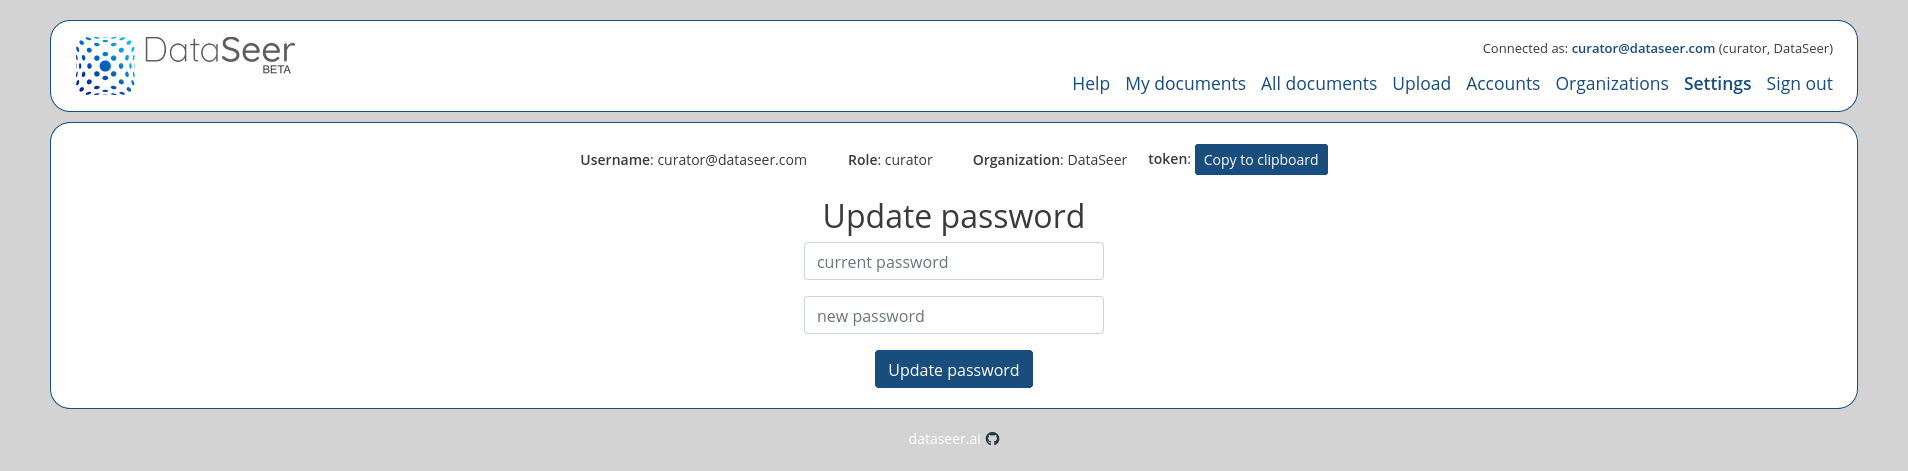 DataSeer
BETA
Connected as: curator@dataseer.com (curator, DataSeer)
Help My documents All documents Upload Accounts Organizations Settings Sign out
Username: curator@dataseer.com Role: curator Organization: DataSeer token: Copy to clipboard
Update password
current password
new password
Update password
dataseer.ai